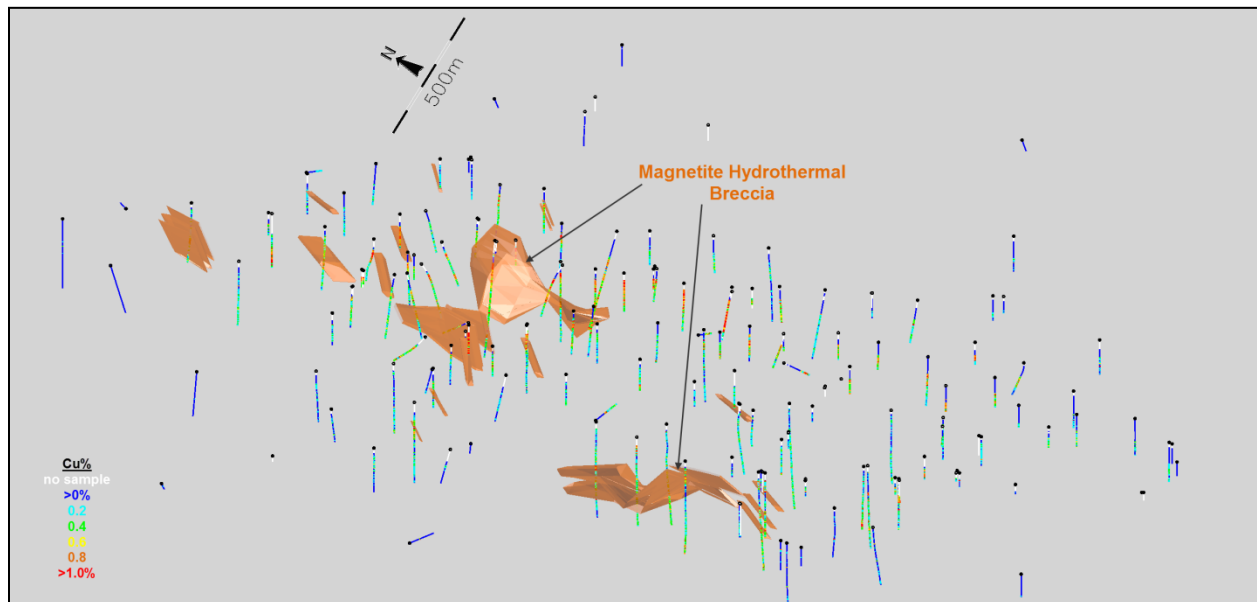 N
500m
Magnetite Hydrothermal
Breccia
Cu%
no sample
>0%
0.2
0.4
0.6
0.8
>1.0%